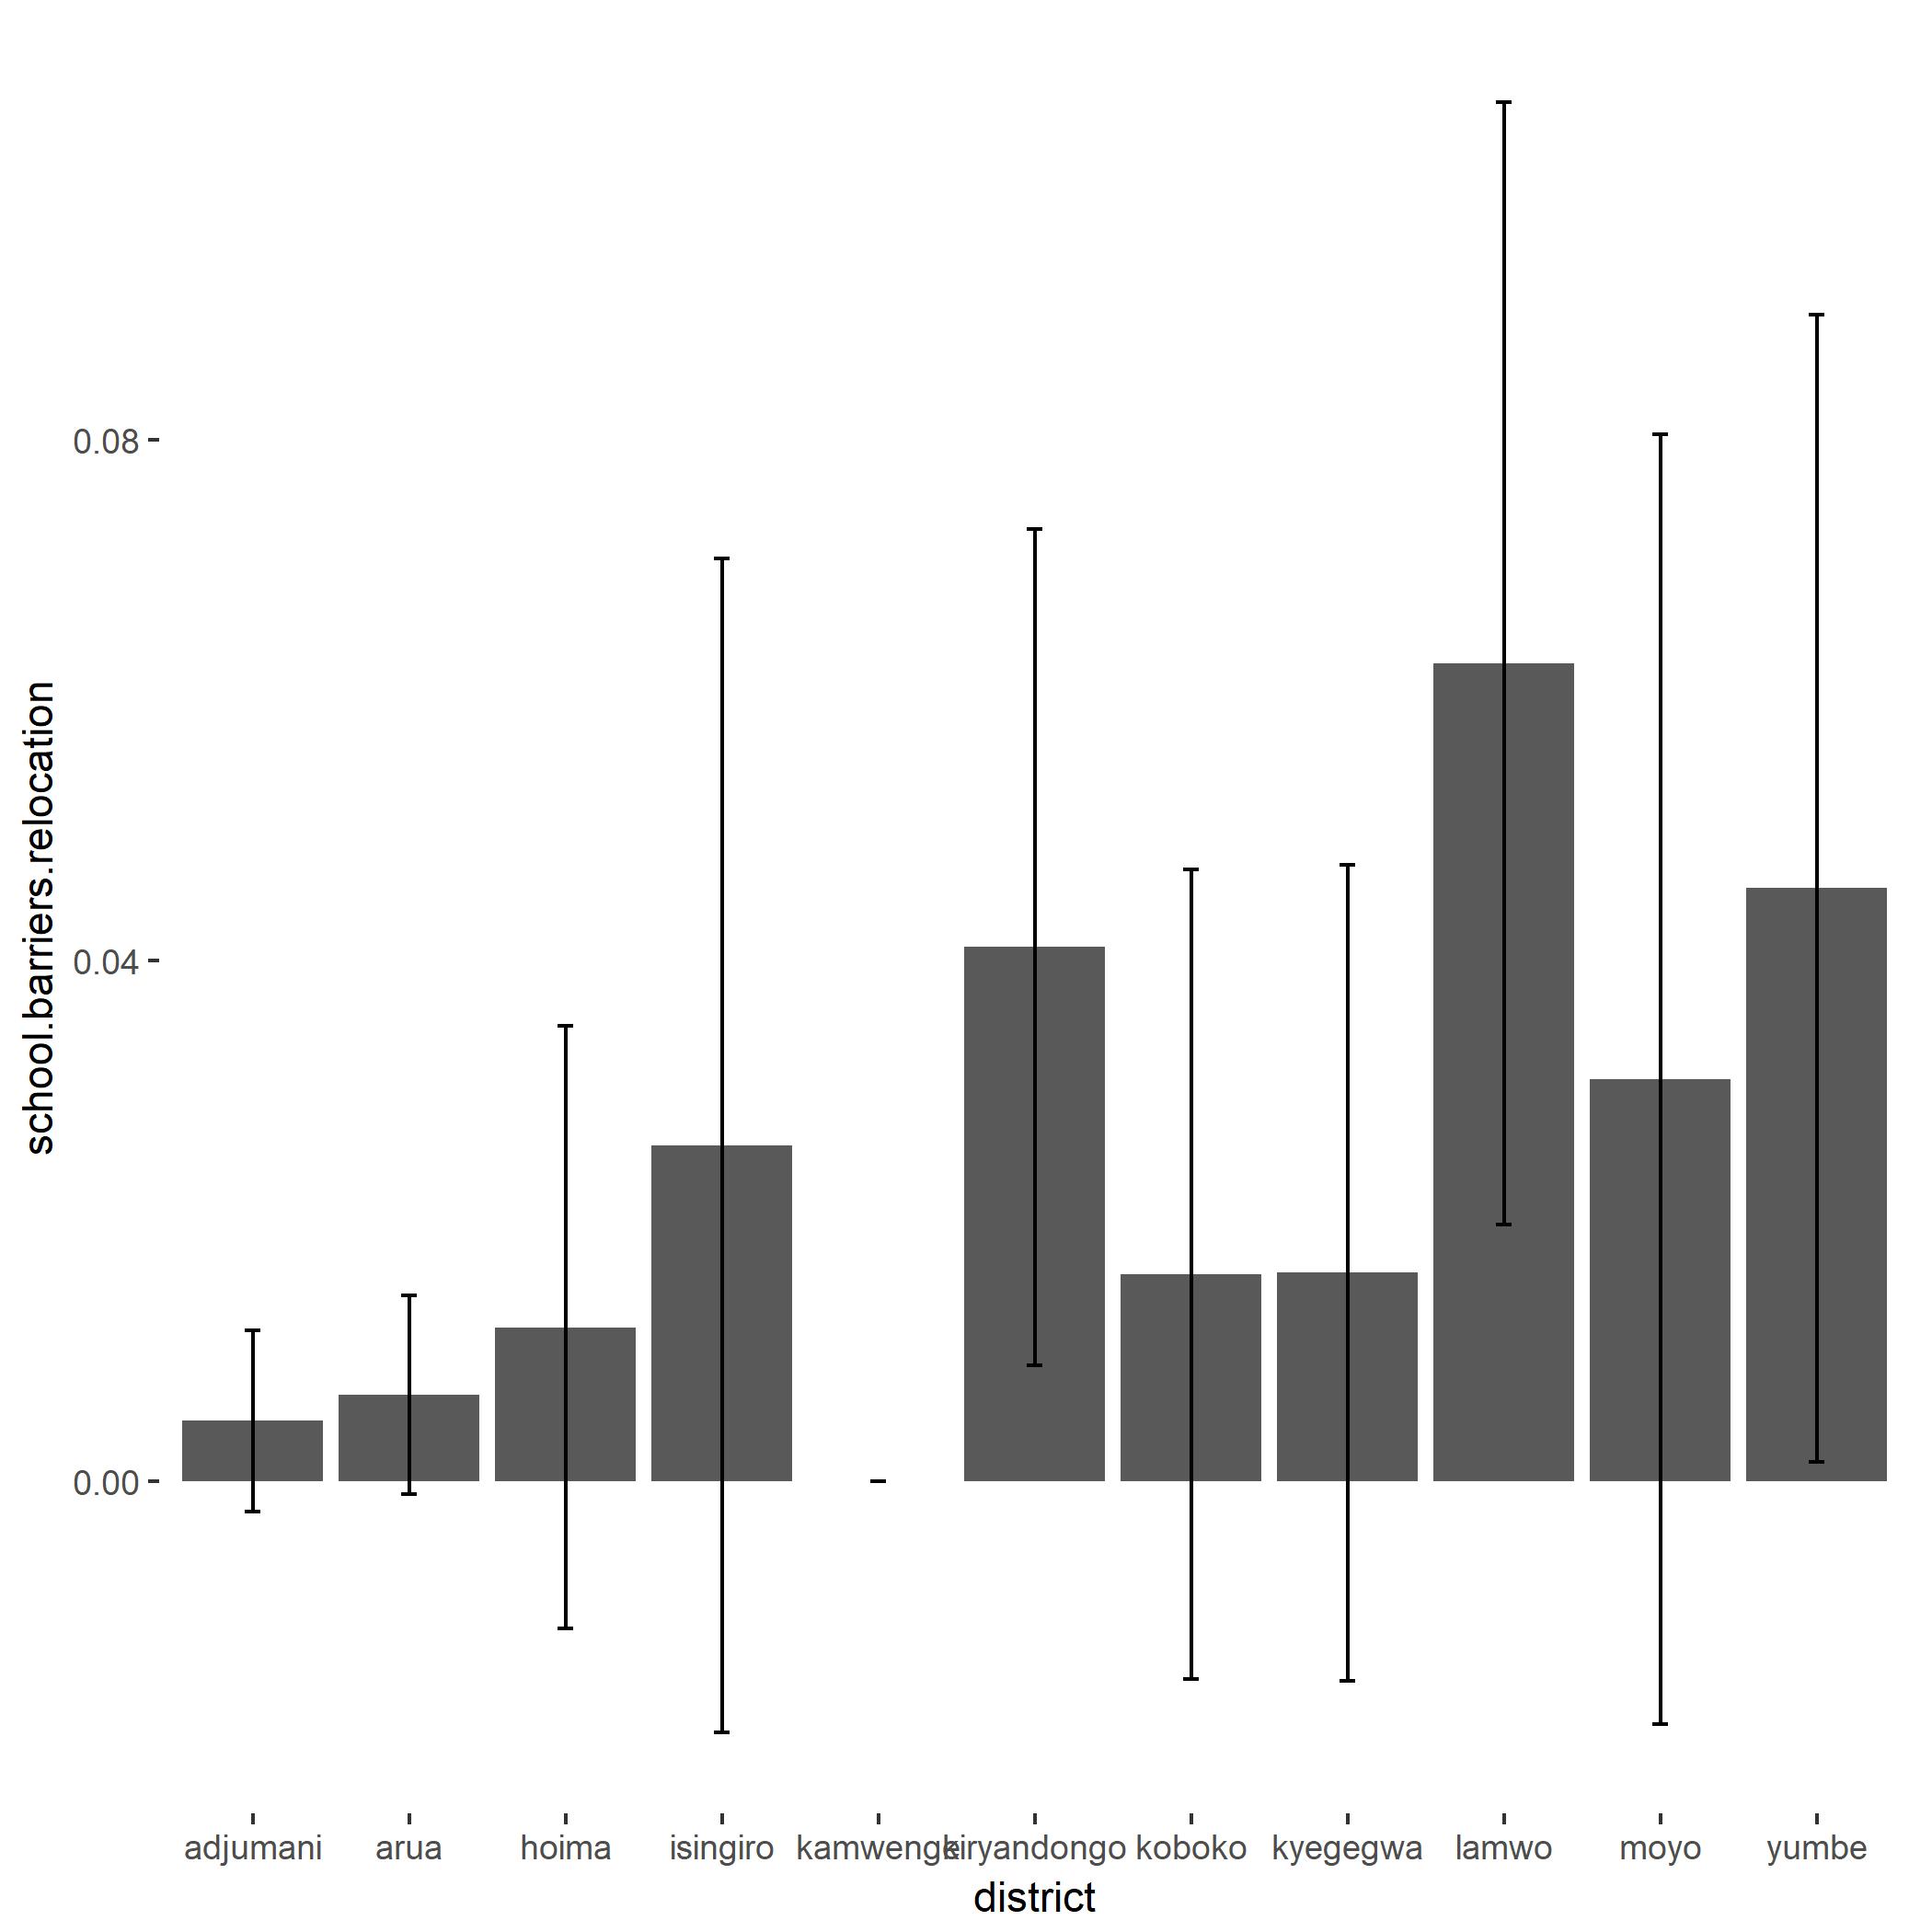 school.barriers.relocation
0.08
0.04
0.00
adjumani arua hoima isingiro kamwenge kiryandongo koboko kyegegwa lamwo moyo yumbe
district